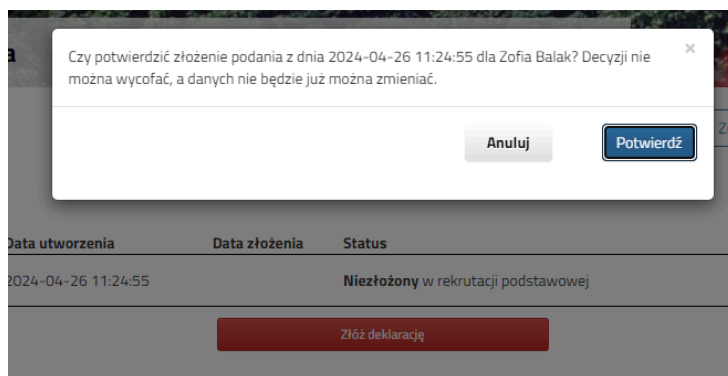 a
Czy potwierdzić złożenie podania z dnia 2024-04-26 11:24:55 dla Zofia Balak? Decyzji nie
można wycofać, a danych nie będzie już można zmieniać.
×
Anuluj
Potwierdź
Z
Data utworzenia Data złożenia Status
2024-04-26 11:24:55 Niezłożony w rekrutacji podstawowej
Złóż deklarację